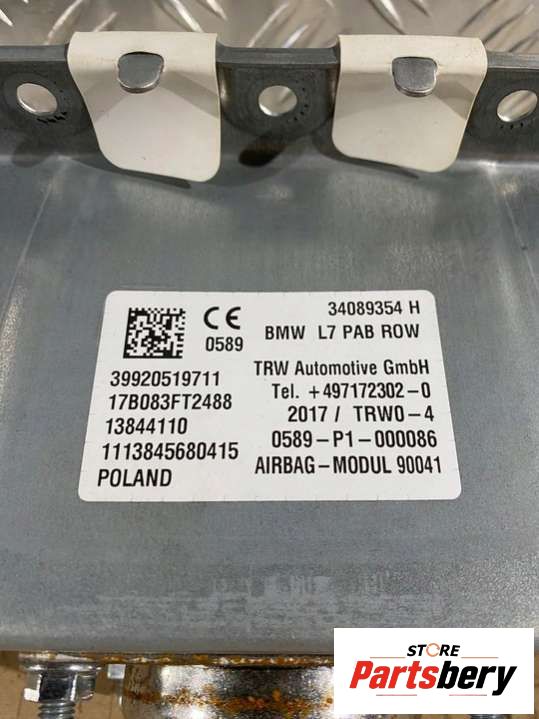 34089354 H
CE
0589
BMW L7 PAB ROW
39920519711
17B083FT2488
13844110
1113845680415
POLAND
TRW Automotive GmbH
Tel. +497172302-0
2017/ TRWO-4
0589-P1-000086
AIRBAG-MODUL 90041
STORE
Partsbery